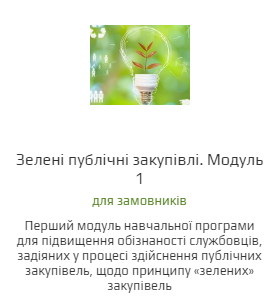 Зелені публічні закупівлі. Модуль
1
для замовників
Перший модуль навчальної програми
для підвищення обізнаності службовців,
задіяних у процесі здійснення публічних
закупівель, щодо принципу «зелених»
закупівель